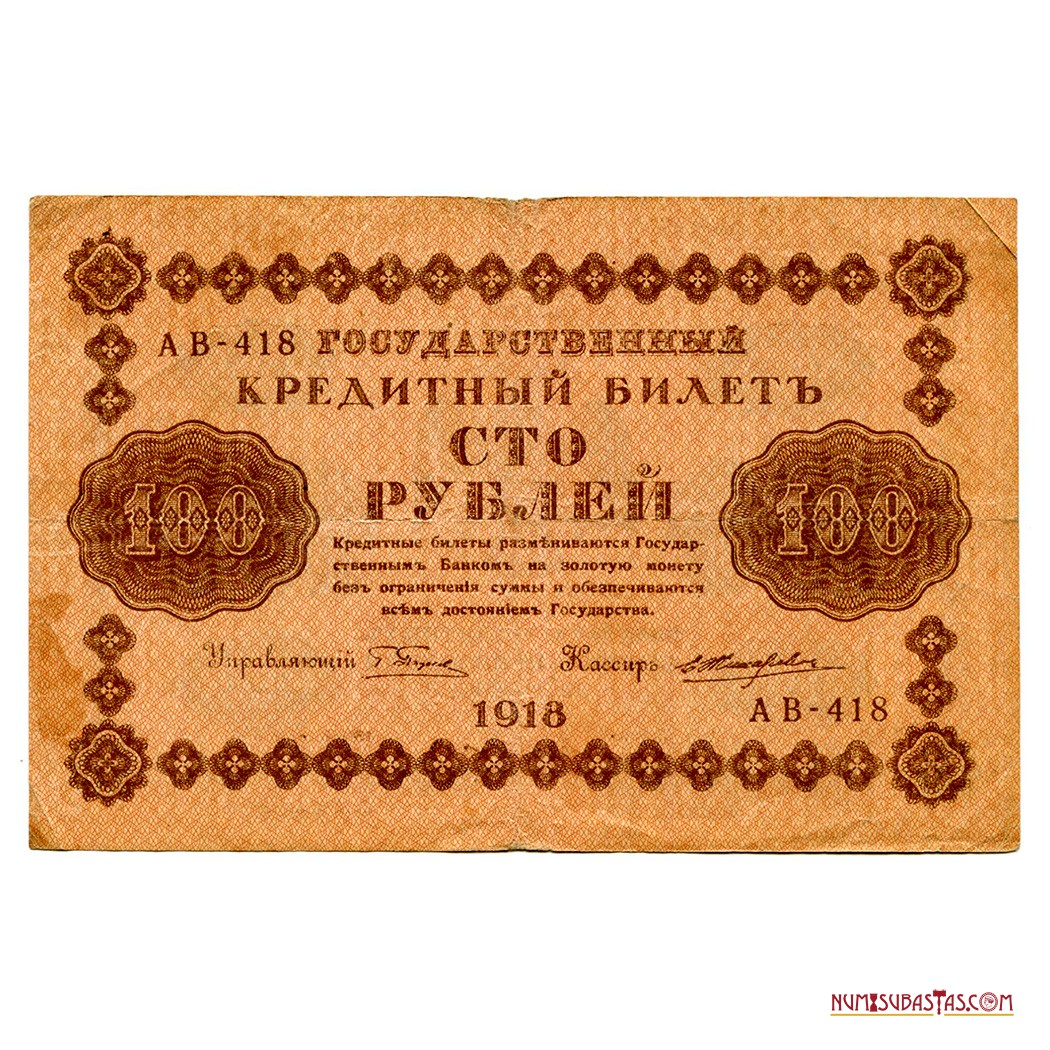 АВ-418 ГОСУДАРСТВЕННЫЙ
КРЕДИТНЫЙ БИЛЕТЪ
СТО
РУБЛЕЙ
100
100
Кредитные билеты размѣниваются Государ-
ственнымъ Банкомъ на золотую монету
безъ ограниченія суммы и обезпечиваются
всѣмъ достояніемъ Государства.
Управляющій
Кассиръ
1918
АВ-418
NUMISUBASTAS.COM